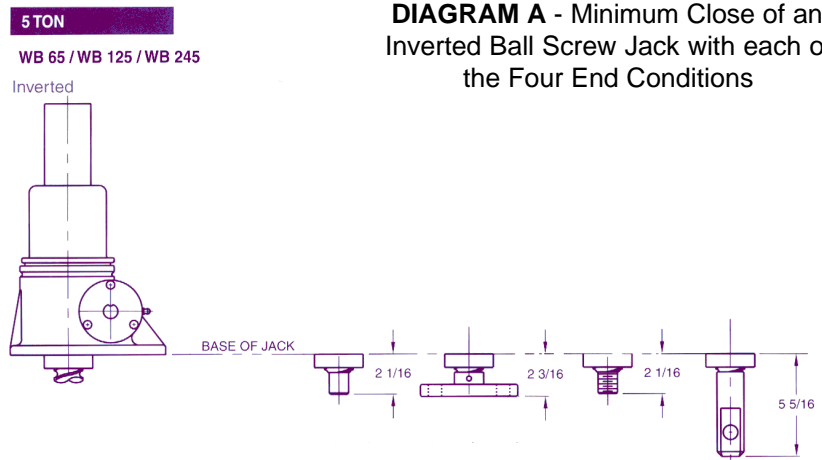 5 TON
WB 65 / WB 125 / WB 245
Inverted
DIAGRAM A - Minimum Close of an
Inverted Ball Screw Jack with each o
the Four End Conditions
BASE OF JACK
2 1/16
2 3/16
2 1/16
5 5/16